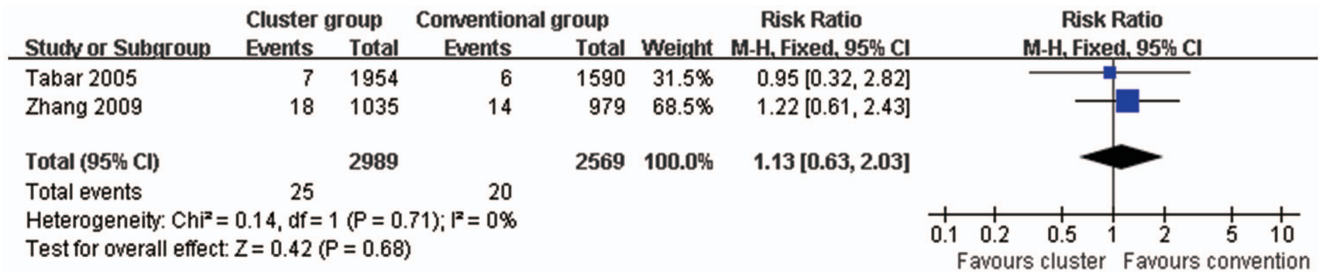 Cluster group Conventional group Risk Ratio Risk Ratio
Study or Subgroup Events Total Events Total Weight M-H, Fixed, 95% CI M-H, Fixed, 95% CI
Tabar 2005 7 1954 6 1590 31.5% 0.95 [0.32, 2.82]
Zhang 2009 18 1035 14 979 68.5% 1.22 [0.61, 2.43]
Total (95% CI) 2989 2569 100.0% 1.13 [0.63, 2.03]
Total events 25 20
Heterogeneity: Chi² = 0.14, df = 1 (P = 0.71); I² = 0%
Test for overall effect: Z = 0.42 (P = 0.68)
0.1 0.2 0.5 1 2 5 10
Favours cluster Favours convention